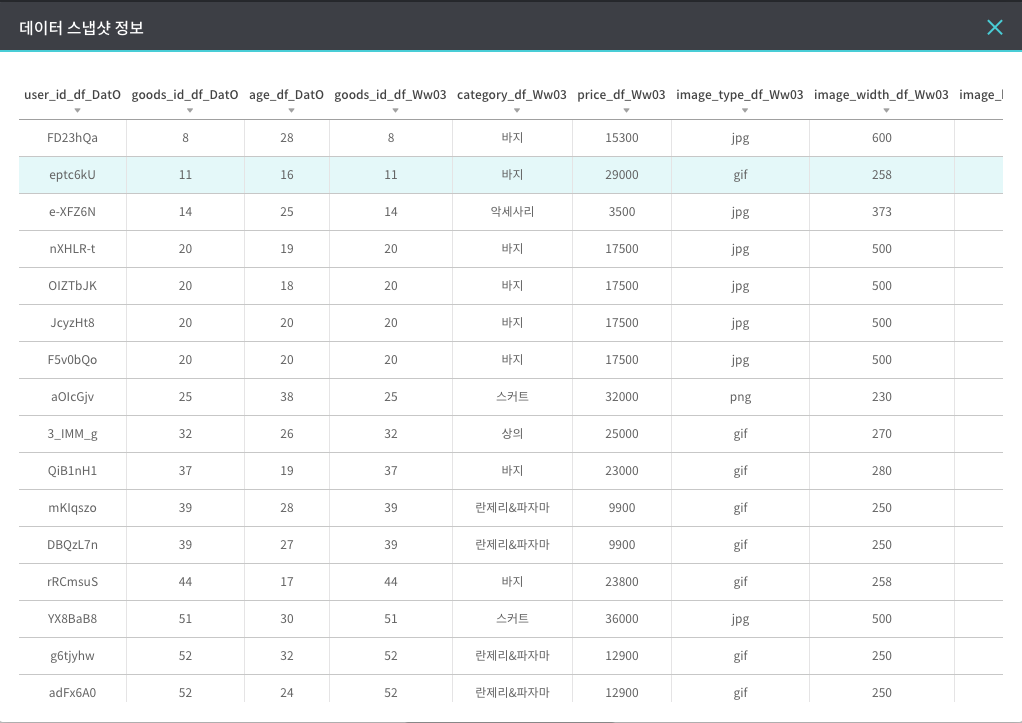 데이터 스냅샷 정보
user_id_df_DatO goods_id_df_DatO age_df_DatO goods_id_df_Ww03 category_df_Ww03 price_df_Ww03 image_type_df_Ww03 image_width_df_Ww03 image_
FD23hQa 8 28 8 바지 15300 jpg 600
eptc6kU 11 16 11 바지 29000 gif 258
e-XFZ6N 14 25 14 악세사리 3500 jpg 373
nXHLR-t 20 19 20 바지 17500 jpg 500
OIZTbJK 20 18 20 바지 17500 jpg 500
JcyzHt8 20 20 20 바지 17500 jpg 500
F5v0bQo 20 20 20 바지 17500 jpg 500
aOIcGjv 25 38 25 스커트 32000 png 230
3_IMM_g 32 26 32 상의 25000 gif 270
QiB1nH1 37 19 37 바지 23000 gif 280
mKIqszo 39 28 39 란제리&파자마 9900 gif 250
DBQzL7n 39 27 39 란제리&파자마 9900 gif 250
rRCmsuS 44 17 44 바지 23800 gif 258
YX8BaB8 51 30 51 스커트 36000 jpg 500
g6tjyhw 52 32 52 란제리&파자마 12900 gif 250
adFx6A0 52 24 52 란제리&파자마 12900 gif 250